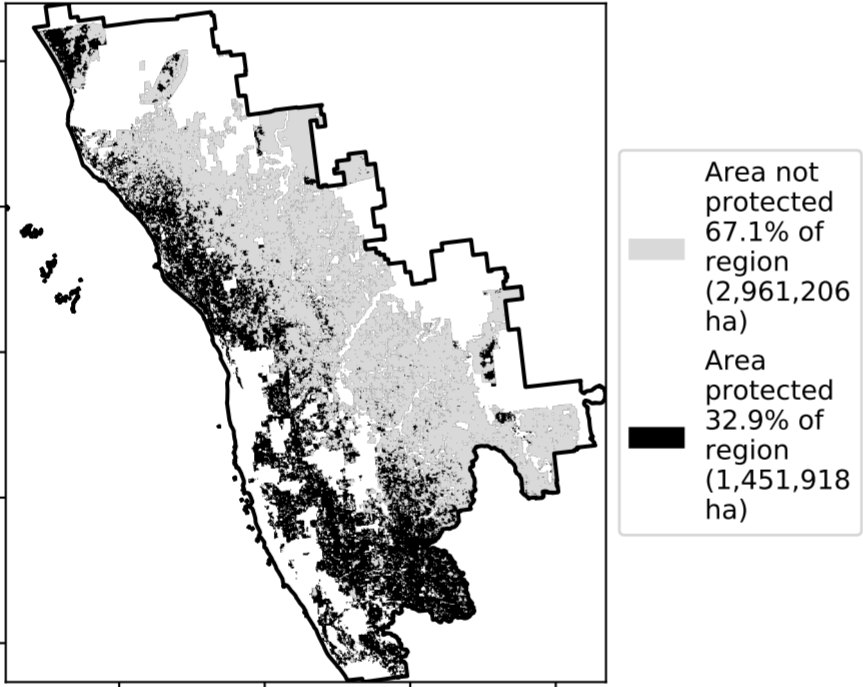 Area not
protected
67.1% of
region
(2,961,206
ha)
Area
protected
32.9% of
region
(1,451,918
ha)